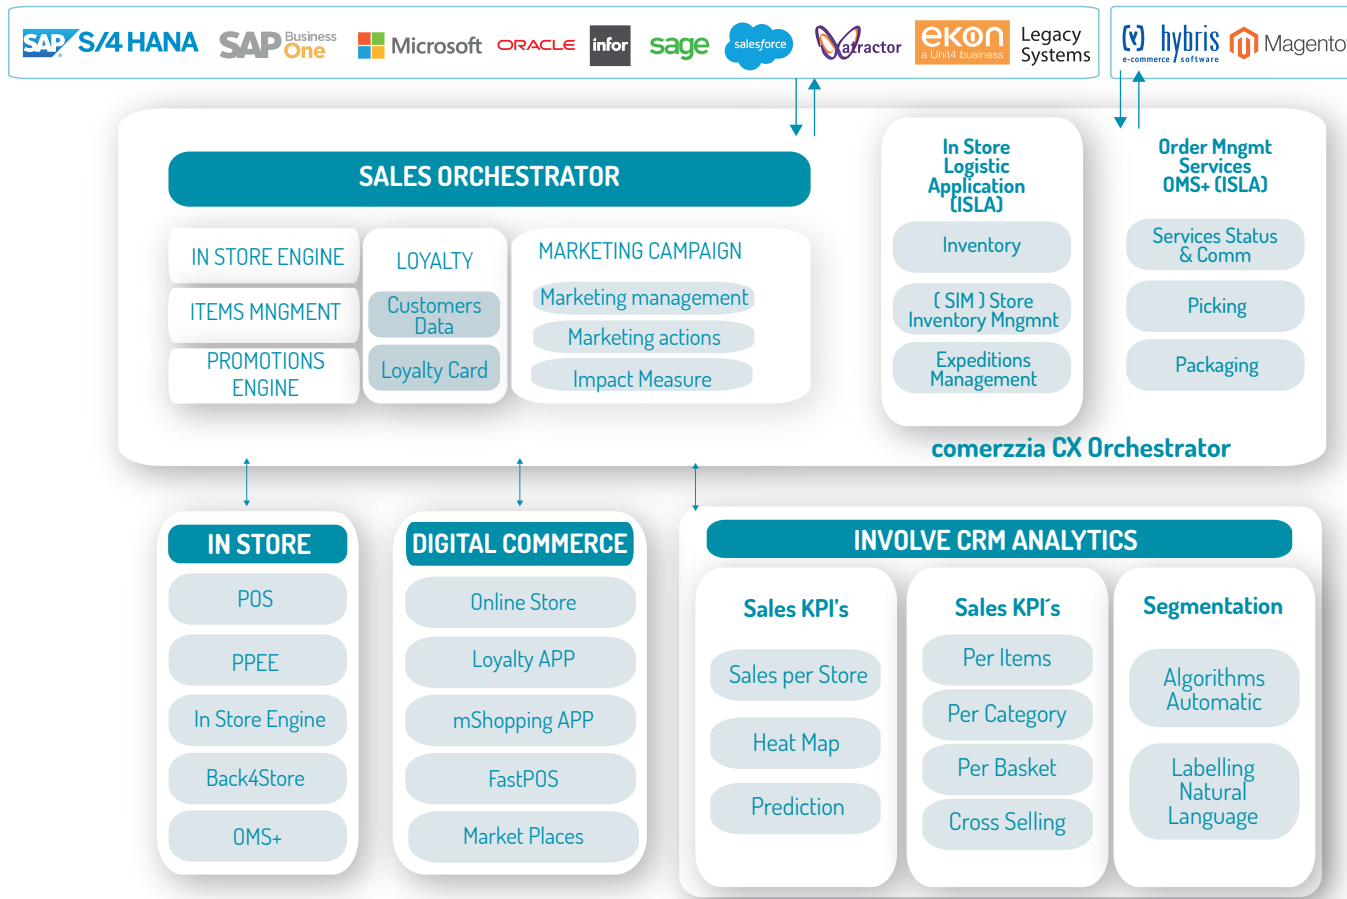 SAP S/4 HANA
SAP Business One
Microsoft
ORACLE
infor
sage
salesforce
atractor
ekon
a Unit4 business
Legacy
Systems
(y) hybris
e-commerce software
Magento
SALES ORCHESTRATOR
IN STORE ENGINE
ITEMS MNGMENT
PROMOTIONS
ENGINE
LOYALTY
Customers
Data
Loyalty Card
MARKETING CAMPAIGN
Marketing management
Marketing actions
Impact Measure
In Store
Logistic
Application
(ISLA)
Inventory
( SIM ) Store
Inventory Mngmnt
Expeditions
Management
Order Mngmt
Services
OMS+ (ISLA)
Services Status
& Comm
Picking
Packaging
comerzzia CX Orchestrator
IN STORE
POS
PPEE
In Store Engine
Back4Store
OMS+
DIGITAL COMMERCE
Online Store
Loyalty APP
mShopping APP
FastPOS
Market Places
INVOLVE CRM ANALYTICS
Sales KPI's
Sales per Store
Heat Map
Prediction
Sales KPI´s
Per Items
Per Category
Per Basket
Cross Selling
Segmentation
Algorithms
Automatic
Labelling
Natural
Language